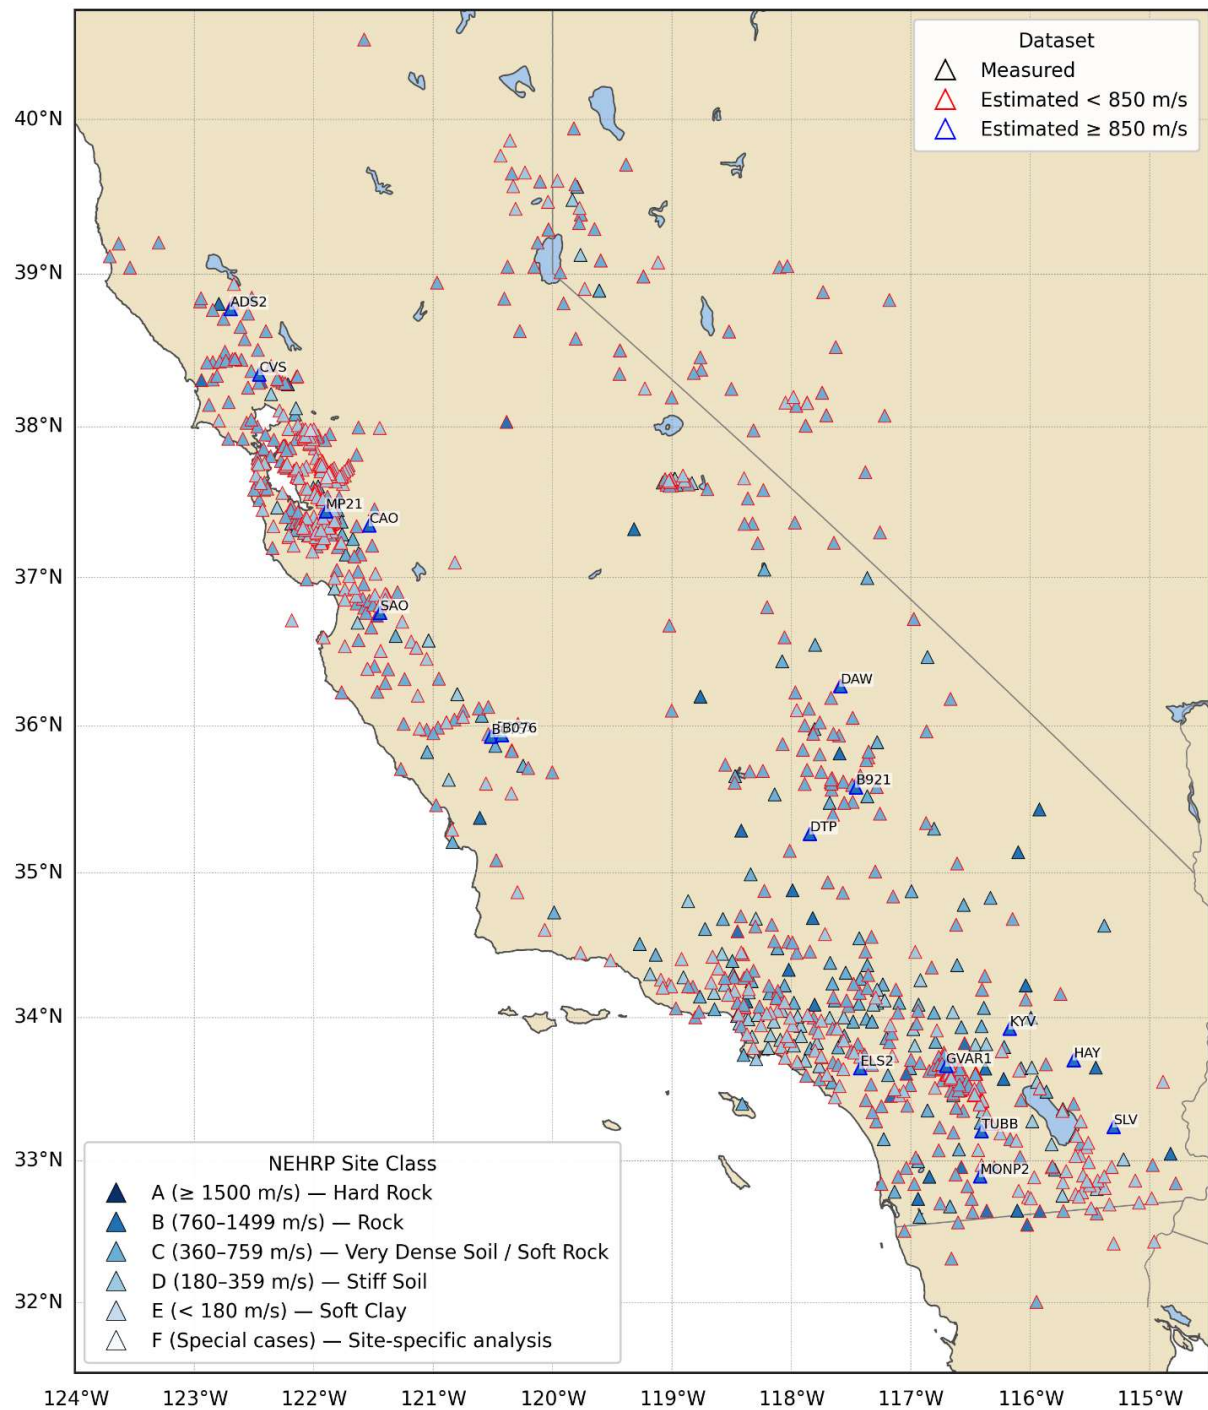 Dataset
Measured
Estimated < 850 m/s
Estimated ≥ 850 m/s
40°N
39°N
ADS2
CVS
38°N
MP21
CAO
37°N
SAO
DAW
36°N
B076
B921
DTP
35°N
34°N
KYV
HAY
ELS2
GVAR1
SLV
TUBB
MONP2
33°N
32°N
NEHRP Site Class
A (≥ 1500 m/s) — Hard Rock
B (760–1499 m/s) — Rock
C (360–759 m/s) — Very Dense Soil / Soft Rock
D (180–359 m/s) — Stiff Soil
E (< 180 m/s) — Soft Clay
F (Special cases) — Site-specific analysis
124°W 123°W 122°W 121°W 120°W 119°W 118°W 117°W 116°W 115°W